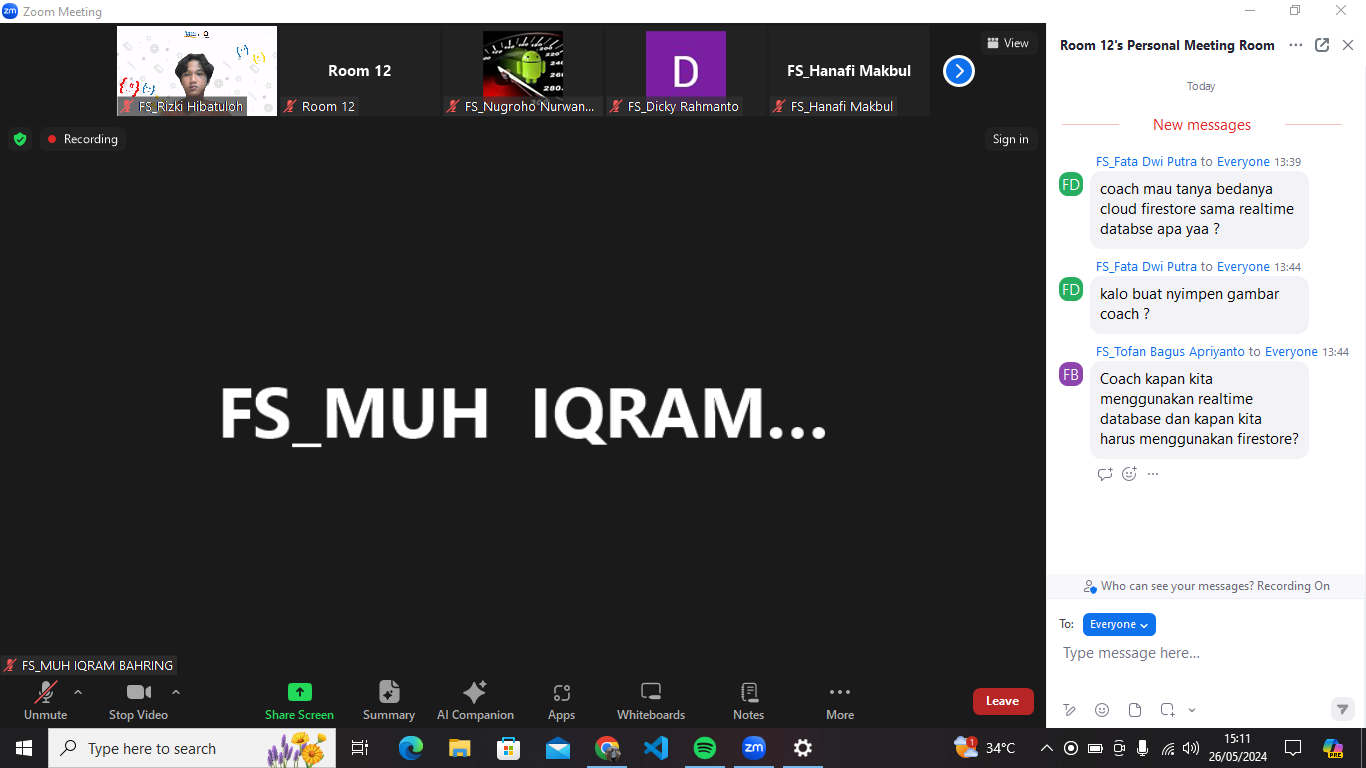 Zoom Meeting
FS_Rizki Hibatuloh
Room 12
Room 12
FS_Nugroho Nurwan...
D
FS_Dicky Rahmanto
FS_Hanafi Makbul
FS_Hanafi Makbul
View
Recording
Sign in
FS_MUH IQRAM...
FS_MUH IQRAM BAHRING
Unmute
Stop Video
Share Screen
Summary
AI Companion
Apps
Whiteboards
Notes
More
Leave
Room 12's Personal Meeting Room
Today
New messages
FS_Fata Dwi Putra to Everyone 13:39
FD
coach mau tanya bedanya
cloud firestore sama realtime
databse apa yaa ?
FS_Fata Dwi Putra to Everyone 13:44
FD
kalo buat nyimpen gambar
coach ?
FS_Tofan Bagus Apriyanto to Everyone 13:44
FB
Coach kapan kita
menggunakan realtime
database dan kapan kita
harus menggunakan firestore?
Who can see your messages? Recording On
To: Everyone
Type message here...
Type here to search
34°C
15:11
26/05/2024